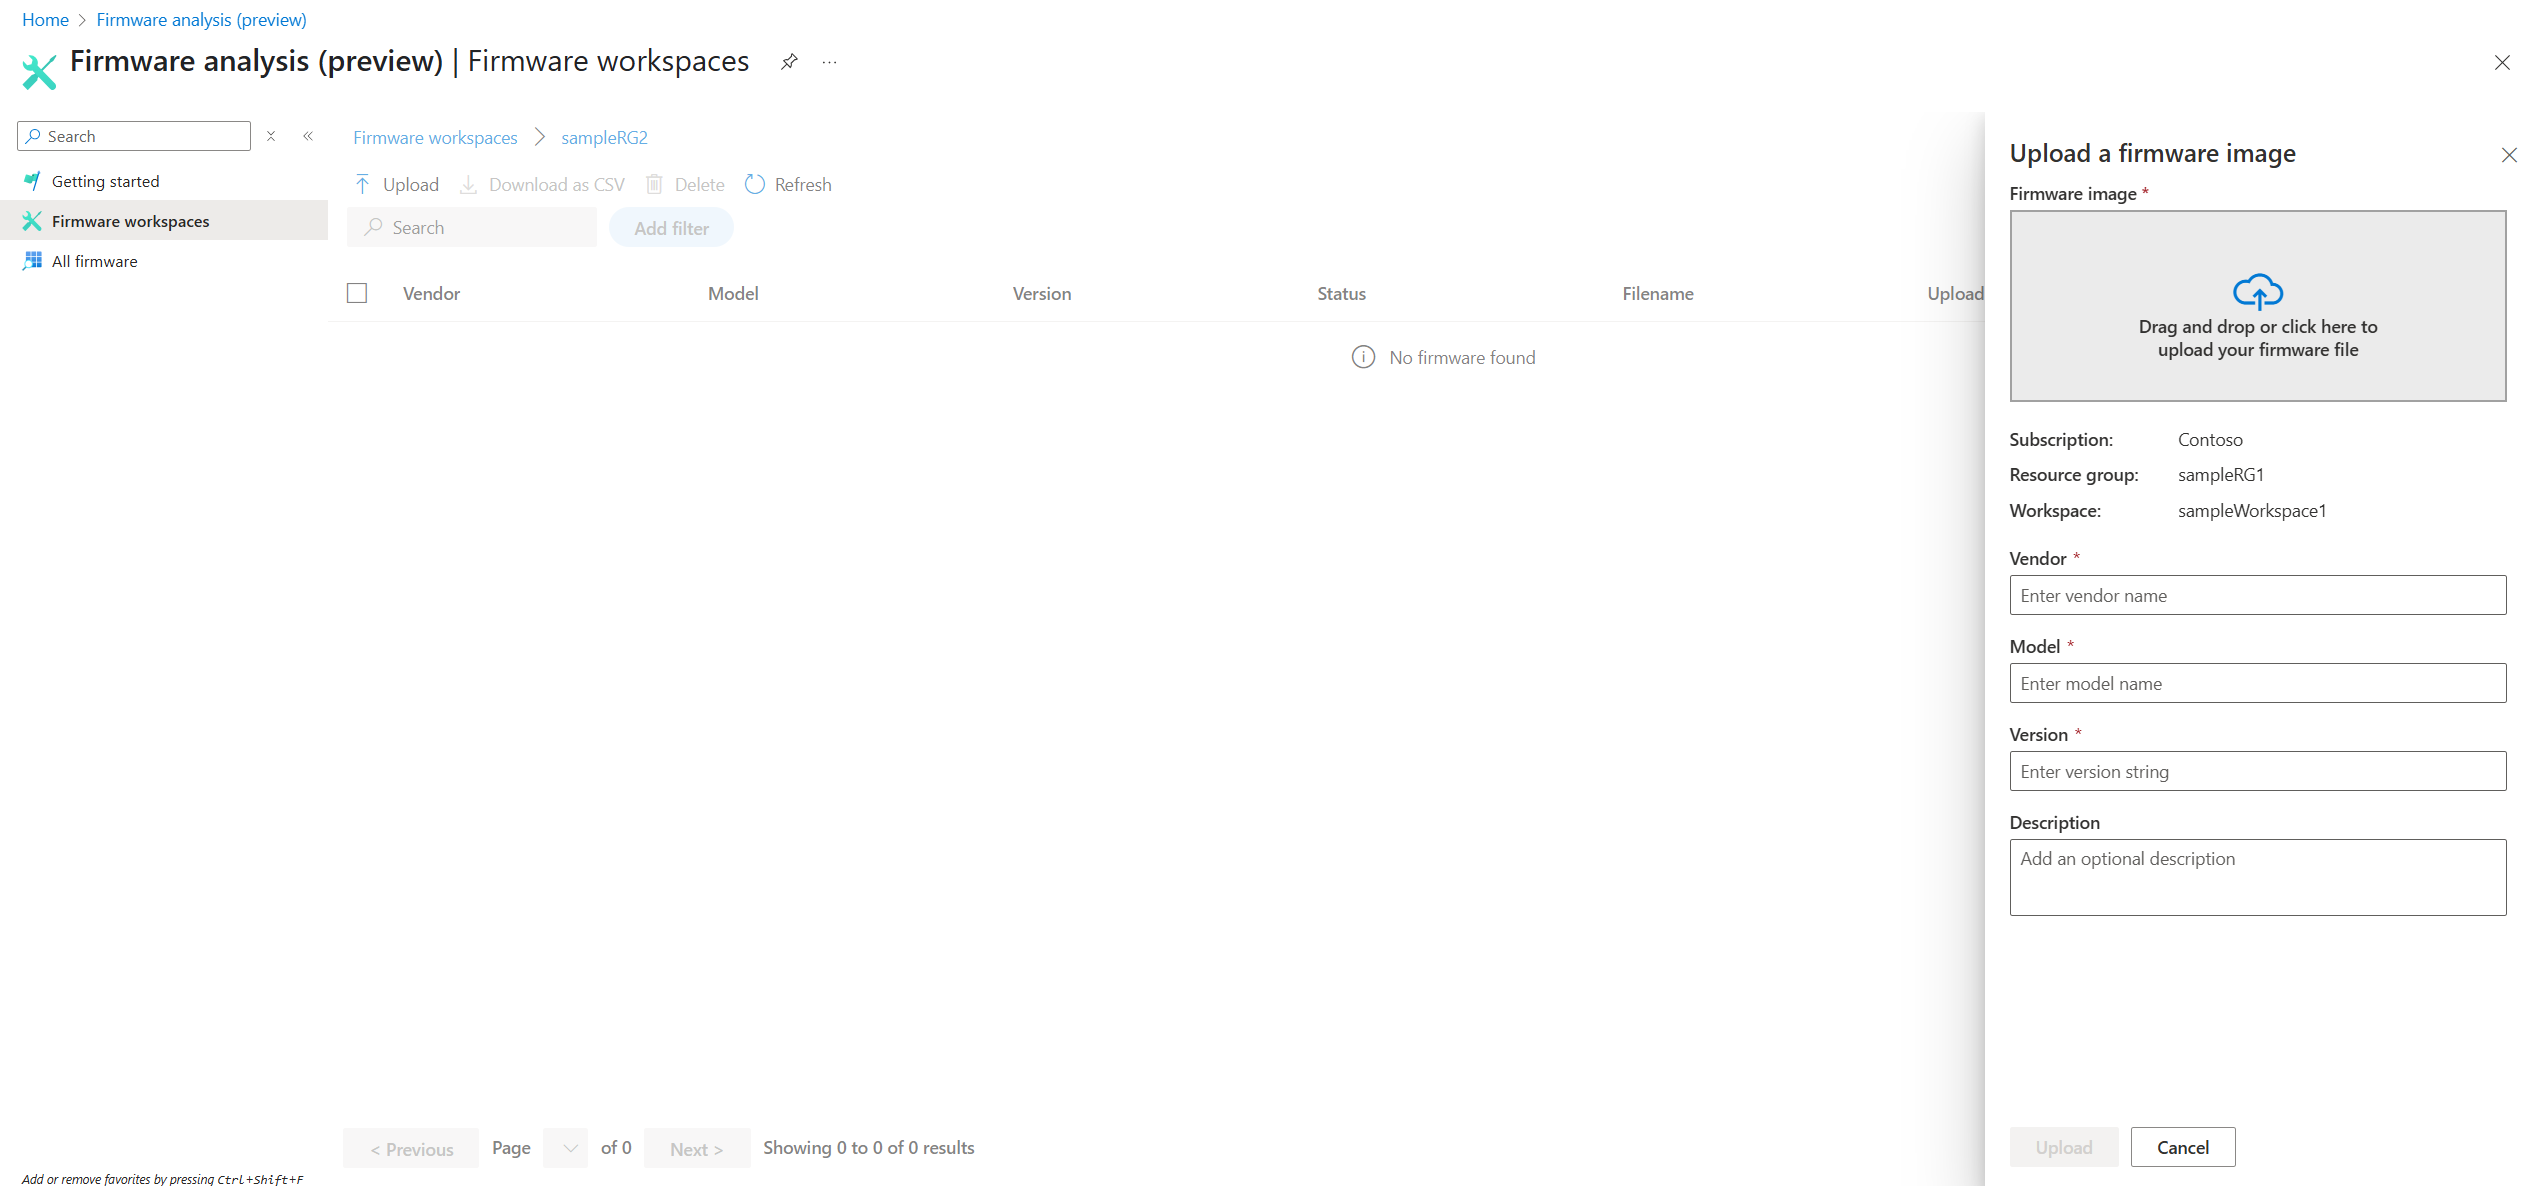 Home > Firmware analysis (preview)
Firmware analysis (preview) | Firmware workspaces ...
Search
Getting started
Firmware workspaces
All firmware
Add or remove favorites by pressing Ctrl+Shift+F
Firmware workspaces > sampleRG2
Upload Download as CSV Delete Refresh
Search Add filter
Vendor Model Version Status Filename Upload
No firmware found
< Previous Page of 0 Next > Showing 0 to 0 of 0 results
Upload a firmware image
Firmware image *
Drag and drop or click here to
upload your firmware file
Subscription: Contoso
Resource group: sampleRG1
Workspace: sampleWorkspace1
Vendor *
Enter vendor name
Model *
Enter model name
Version *
Enter version string
Description
Add an optional description
Upload Cancel